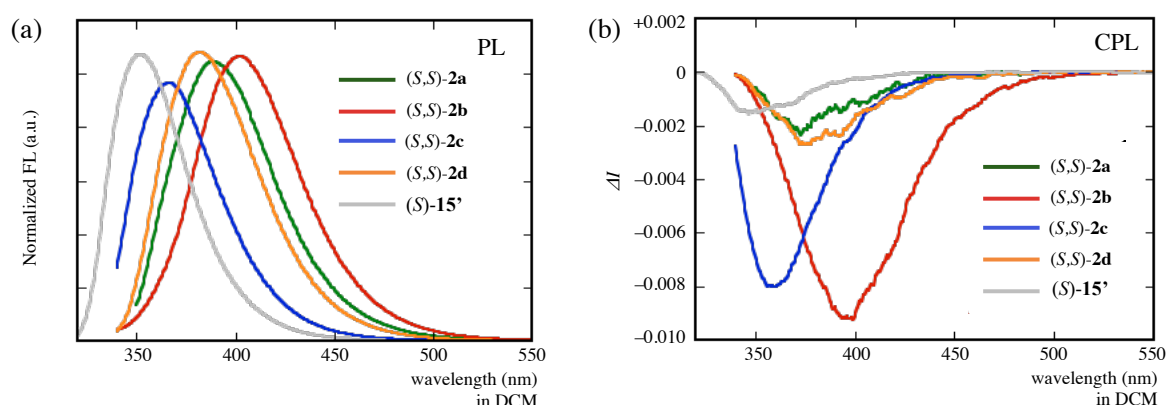 (a)
PL
(S,S)-2a
(S,S)-2b
(S,S)-2c
(S,S)-2d
(S)-15’
Normalized FL (a.u.)
350
400
450
500
550
wavelength (nm)
in DCM
(b)
CPL
+0.002
0
−0.002
−0.004
−0.006
−0.008
−0.010
ΔI
(S,S)-2a
(S,S)-2b
(S,S)-2c
(S,S)-2d
(S)-15’
350
400
450
500
550
wavelength (nm)
in DCM